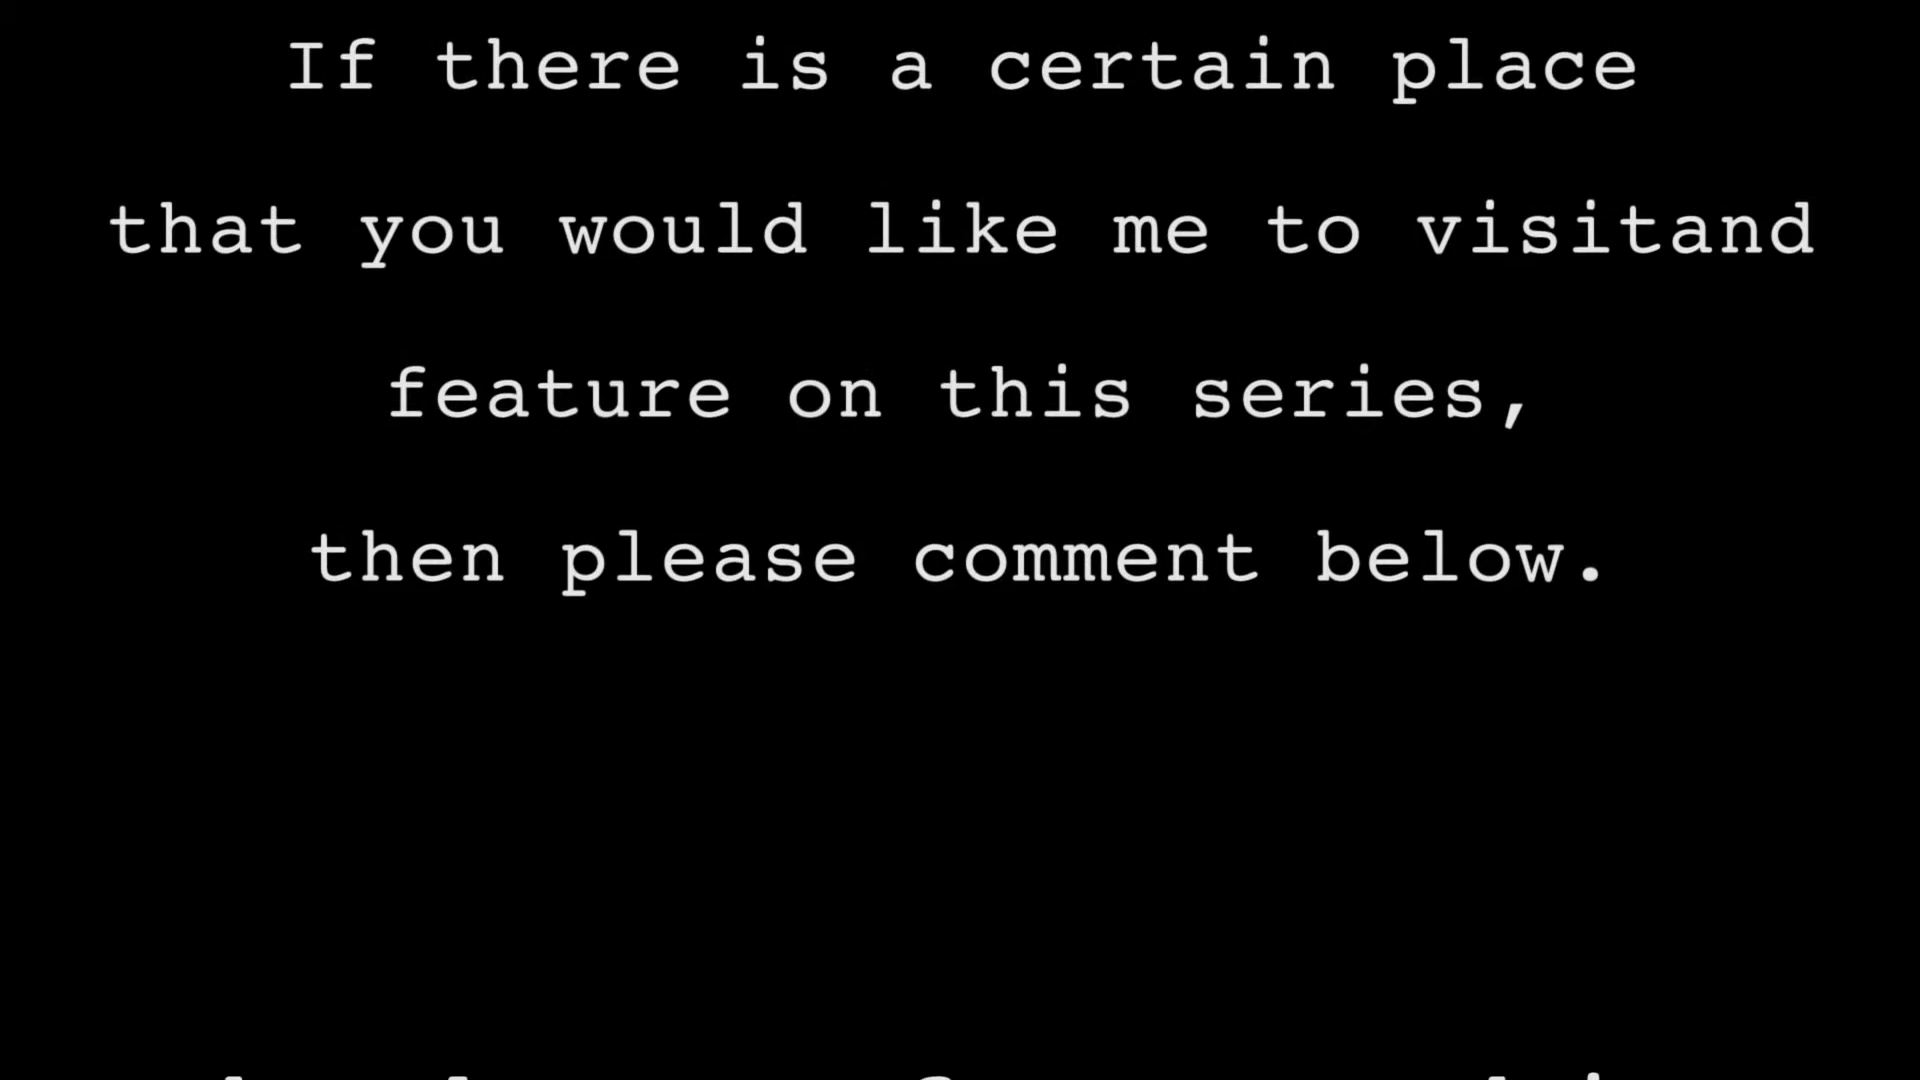 If there is a certain place
that you would like me to visitand
feature on this series,
then please comment below.